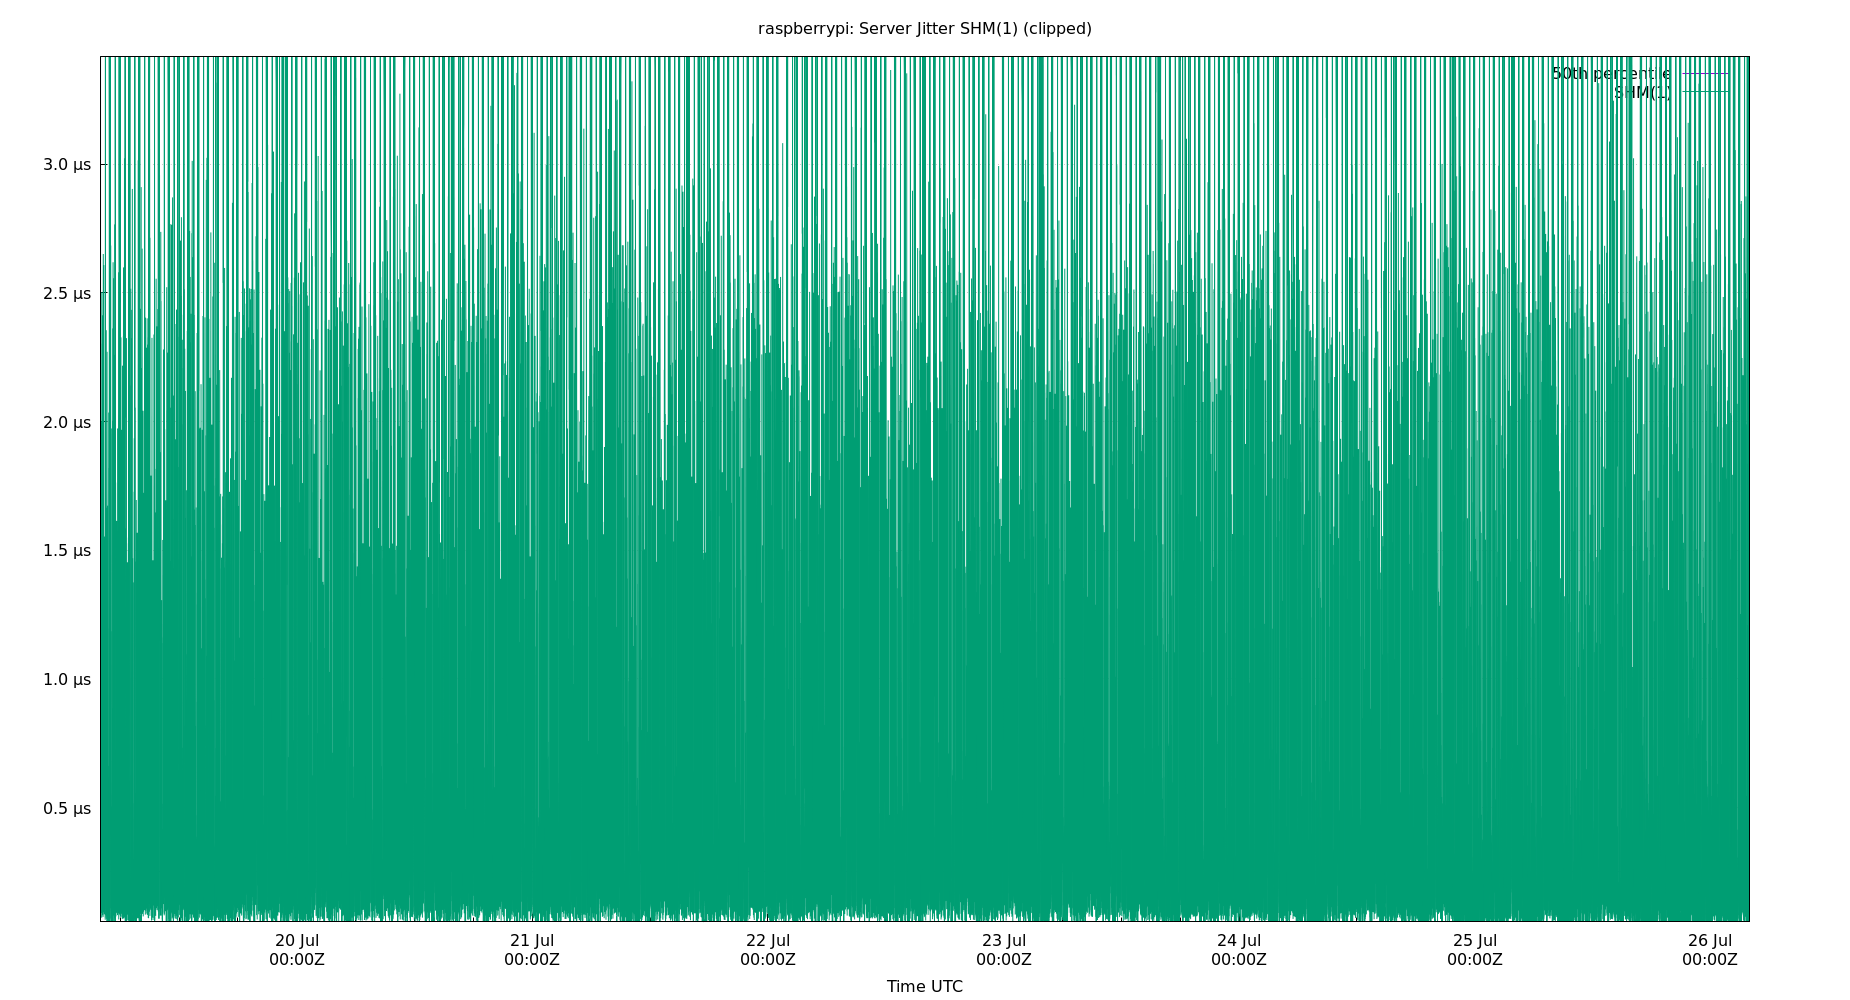 raspberrypi: Server Jitter SHM(1) (clipped)
50th percentile
SHM(1)
3.0 μs
2.5 μs
2.0 μs
1.5 μs
1.0 μs
0.5 μs
20 Jul 21 Jul 22 Jul 23 Jul 24 Jul 25 Jul 26 Jul
00:00Z 00:00Z 00:00Z 00:00Z 00:00Z 00:00Z 00:00Z
Time UTC